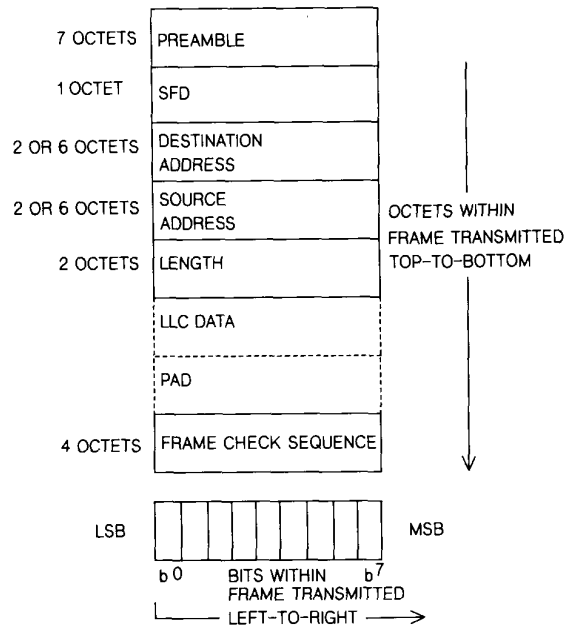 7 OCTETS PREAMBLE
1 OCTET SFD
2 OR 6 OCTETS DESTINATION ADDRESS
2 OR 6 OCTETS SOURCE ADDRESS
2 OCTETS LENGTH
LLC DATA
PAD
4 OCTETS FRAME CHECK SEQUENCE
OCTETS WITHIN
FRAME TRANSMITTED
TOP-TO-BOTTOM
LSB MSB
b0 BITS WITHIN b7
FRAME TRANSMITTED
LEFT-TO-RIGHT